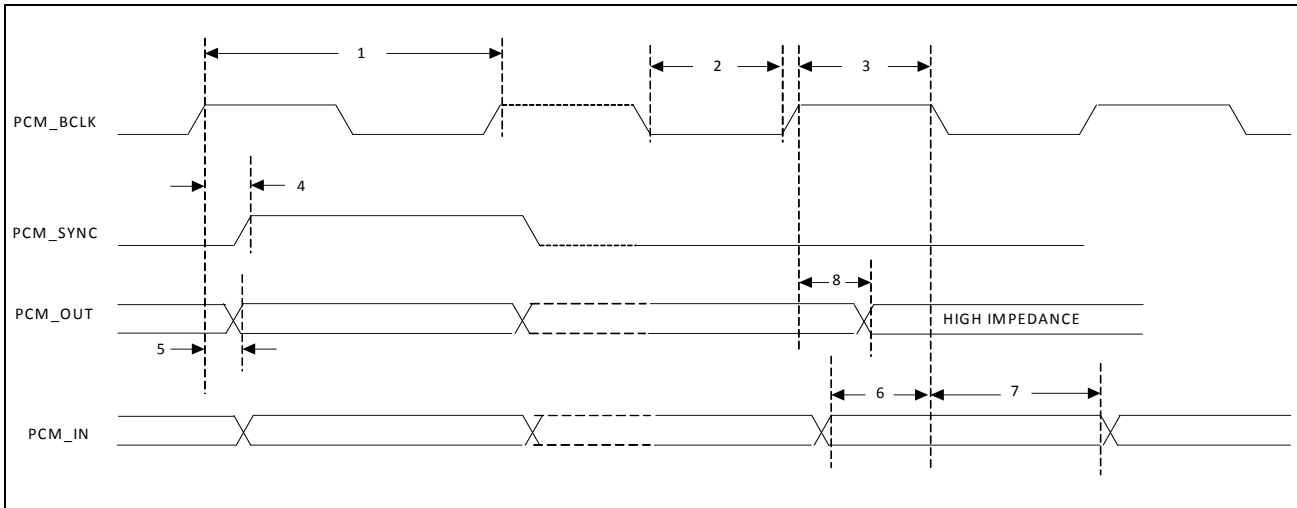 1
2
3
PCM_BCLK
4
PCM_SYNC
8
PCM_OUT
HIGH IMPEDANCE
5
6
7
PCM_IN